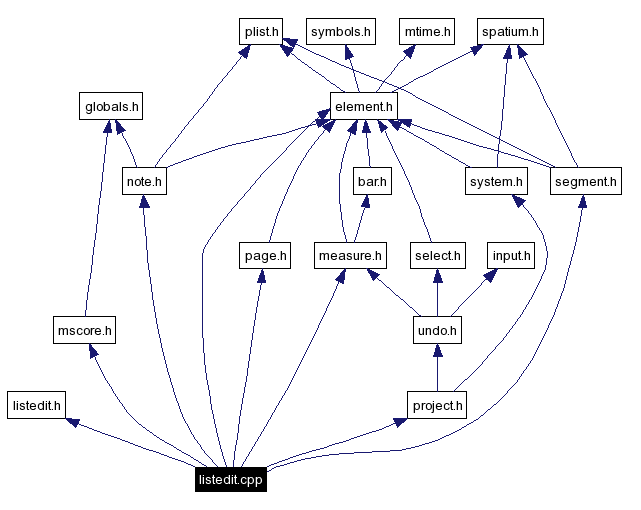 plist.h
symbols.h
mtime.h
spatium.h
globals.h
element.h
note.h
bar.h
system.h
segment.h
page.h
measure.h
select.h
input.h
mscore.h
undo.h
listedit.h
project.h
listedit.cpp